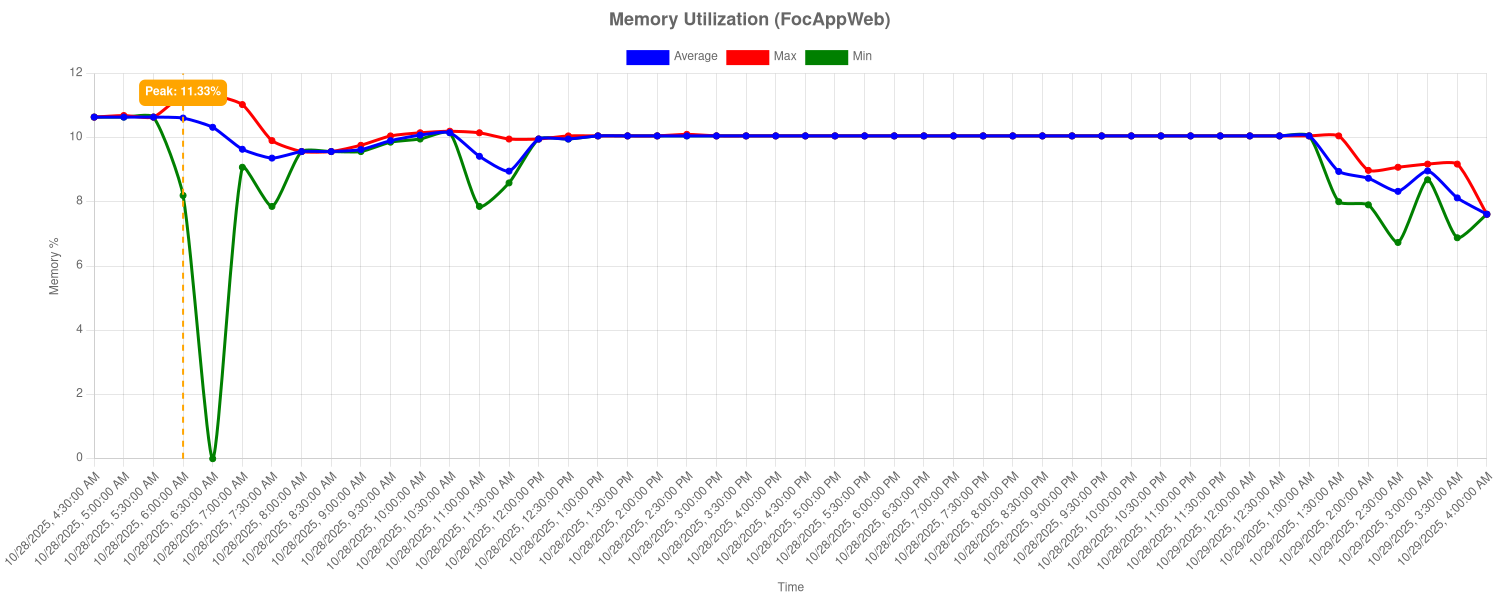 Memory Utilization (FocAppWeb)
Average Max Min
Peak: 11.33%
12
10
8
6
4
2
0
Memory %
10/28/2025, 4:30:00 AM
10/28/2025, 5:00:00 AM
10/28/2025, 5:30:00 AM
10/28/2025, 6:00:00 AM
10/28/2025, 6:30:00 AM
10/28/2025, 7:00:00 AM
10/28/2025, 7:30:00 AM
10/28/2025, 8:00:00 AM
10/28/2025, 8:30:00 AM
10/28/2025, 9:00:00 AM
10/28/2025, 9:30:00 AM
10/28/2025, 10:00:00 AM
10/28/2025, 10:30:00 AM
10/28/2025, 11:00:00 AM
10/28/2025, 11:30:00 AM
10/28/2025, 12:00:00 PM
10/28/2025, 12:30:00 PM
10/28/2025, 1:00:00 PM
10/28/2025, 1:30:00 PM
10/28/2025, 2:00:00 PM
10/28/2025, 2:30:00 PM
10/28/2025, 3:00:00 PM
10/28/2025, 3:30:00 PM
10/28/2025, 4:00:00 PM
10/28/2025, 4:30:00 PM
10/28/2025, 5:00:00 PM
10/28/2025, 5:30:00 PM
10/28/2025, 6:00:00 PM
10/28/2025, 6:30:00 PM
10/28/2025, 7:00:00 PM
10/28/2025, 7:30:00 PM
10/28/2025, 8:00:00 PM
10/28/2025, 8:30:00 PM
10/28/2025, 9:00:00 PM
10/28/2025, 9:30:00 PM
10/28/2025, 10:00:00 PM
10/28/2025, 10:30:00 PM
10/28/2025, 11:00:00 PM
10/28/2025, 11:30:00 PM
10/29/2025, 12:00:00 AM
10/29/2025, 12:30:00 AM
10/29/2025, 1:00:00 AM
10/29/2025, 1:30:00 AM
10/29/2025, 2:00:00 AM
10/29/2025, 2:30:00 AM
10/29/2025, 3:00:00 AM
10/29/2025, 3:30:00 AM
10/29/2025, 4:00:00 AM
Time